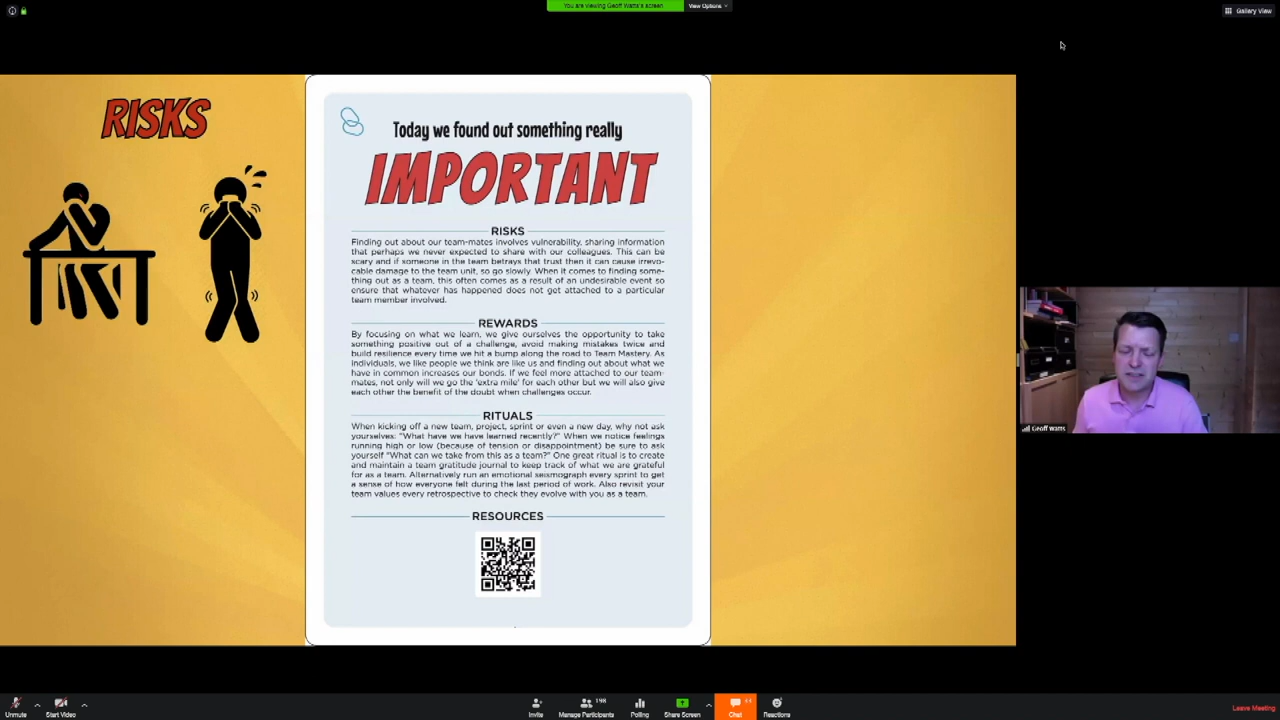 You are viewing Geoff Watts's screen
View Options
Gallery View
RISKS
Today we found out something really
IMPORTANT
RISKS
Finding out about our team-mates involves vulnerability, sharing information
that perhaps we never expected to share with our colleagues. This can be
scary and if someone in the team betrays that trust then it can cause irrevo-
cable damage to the team unit, so go slowly. When it comes to finding some-
thing out as a team, this often comes as a result of an undesirable event so
ensure that whatever has happened does not get attached to a particular
team member involved.
REWARDS
By focusing on what we learn, we give ourselves the opportunity to take
something positive out of a challenge, avoid making mistakes twice and
build resilience every time we hit a bump along the road to Team Mastery. As
individuals, we like people we think are like us and finding out about what we
have in common increases our bonds. If we feel more attached to our team-
mates, not only will we go the 'extra mile' for each other but we will also give
each other the benefit of the doubt when challenges occur.
RITUALS
When kicking off a new team, project, sprint or even a new day, why not ask
yourselves: "What have we have learned recently?" When we notice feelings
running high or low (because of tension or disappointment) be sure to ask
yourself "What can we take from this as a team?" One great ritual is to create
and maintain a team gratitude journal to keep track of what we are grateful
for as a team. Alternatively run an emotional seismograph every sprint to get
a sense of how everyone felt during the last period of work. Also revisit your
team values every retrospective to check they evolve with you as a team.
RESOURCES
Geoff Watts
Unmute
Start Video
Invite
Manage Participants
198
Polling
Share Screen
Chat
Reactions
Leave Meeting